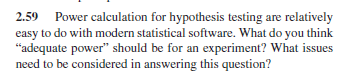 2.59 Power calculation for hypothesis testing are relatively
easy to do with modern statistical software. What do you think
“adequate power” should be for an experiment? What issues
need to be considered in answering this question?